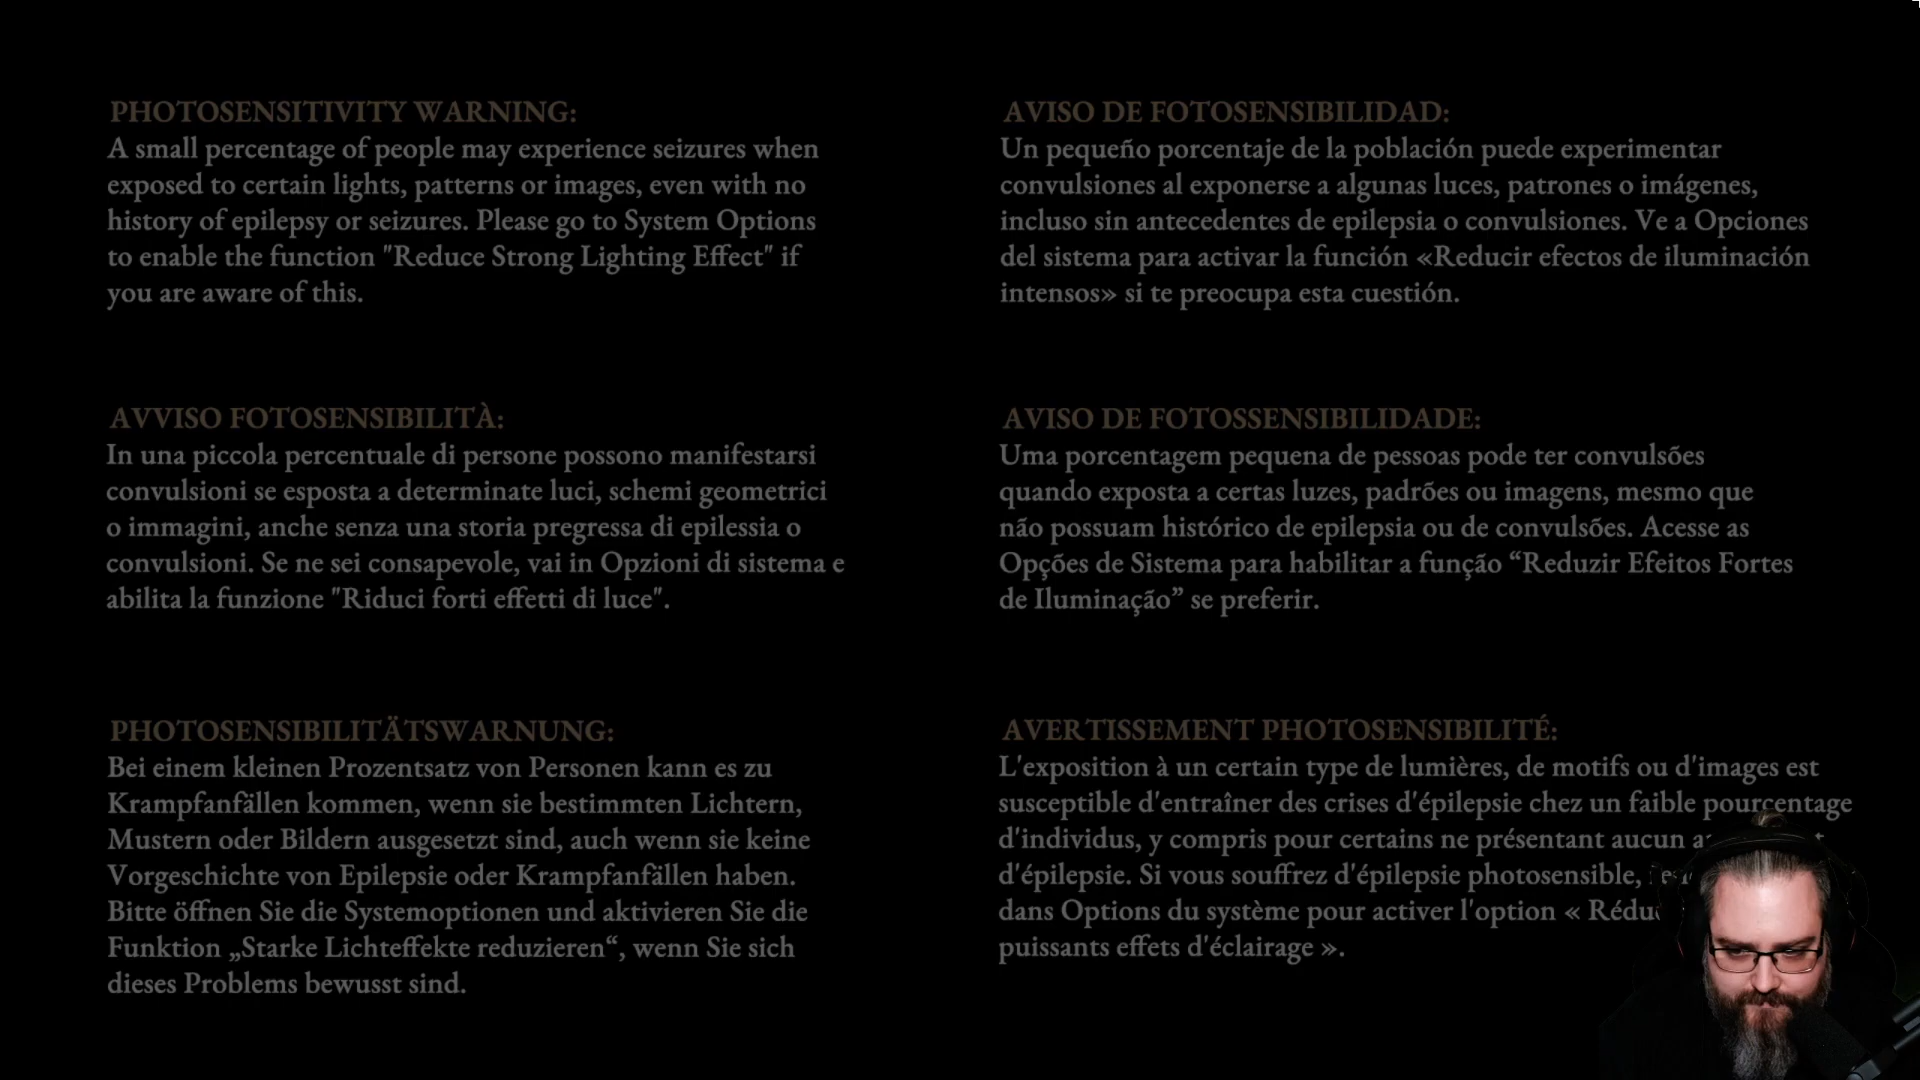 PHOTOSENSITIVITY WARNING:
A small percentage of people may experience seizures when
exposed to certain lights, patterns or images, even with no
history of epilepsy or seizures. Please go to System Options
to enable the function "Reduce Strong Lighting Effect" if
you are aware of this.
AVISO DE FOTOSENSIBILIDAD:
Un pequeño porcentaje de la población puede experimentar
convulsiones al exponerse a algunas luces, patrones o imágenes,
incluso sin antecedentes de epilepsia o convulsiones. Ve a Opciones
del sistema para activar la función «Reducir efectos de iluminación
intensos» si te preocupa esta cuestión.
AVVISO FOTOSENSIBILITÀ:
In una piccola percentuale di persone possono manifestarsi
convulsioni se esposta a determinate luci, schemi geometrici
o immagini, anche senza una storia pregressa di epilessia o
convulsioni. Se ne sei consapevole, vai in Opzioni di sistema e
abilita la funzione "Riduci forti effetti di luce".
AVISO DE FOTOSSENSIBILIDADE:
Uma porcentagem pequena de pessoas pode ter convulsões
quando exposta a certas luzes, padrões ou imagens, mesmo que
não possuam histórico de epilepsia ou de convulsões. Acesse as
Opções de Sistema para habilitar a função “Reduzir Efeitos Fortes
de Iluminação” se preferir.
PHOTOSENSIBILITÄTSWARNUNG:
Bei einem kleinen Prozentsatz von Personen kann es zu
Krampfanfällen kommen, wenn sie bestimmten Lichtern,
Mustern oder Bildern ausgesetzt sind, auch wenn sie keine
Vorgeschichte von Epilepsie oder Krampfanfällen haben.
Bitte öffnen Sie die Systemoptionen und aktivieren Sie die
Funktion „Starke Lichteffekte reduzieren“, wenn Sie sich
dieses Problems bewusst sind.
AVERTISSEMENT PHOTOSENSIBILITÉ:
L'exposition à un certain type de lumières, de motifs ou d'images est
susceptible d'entraîner des crises d'épilepsie chez un faible pourcentage
d'individus, y compris pour certains ne présentant aucun
d'épilepsie. Si vous souffrez d'épilepsie photosensible,
dans Options du système pour activer l'option «
puissants effets d'éclairage ».